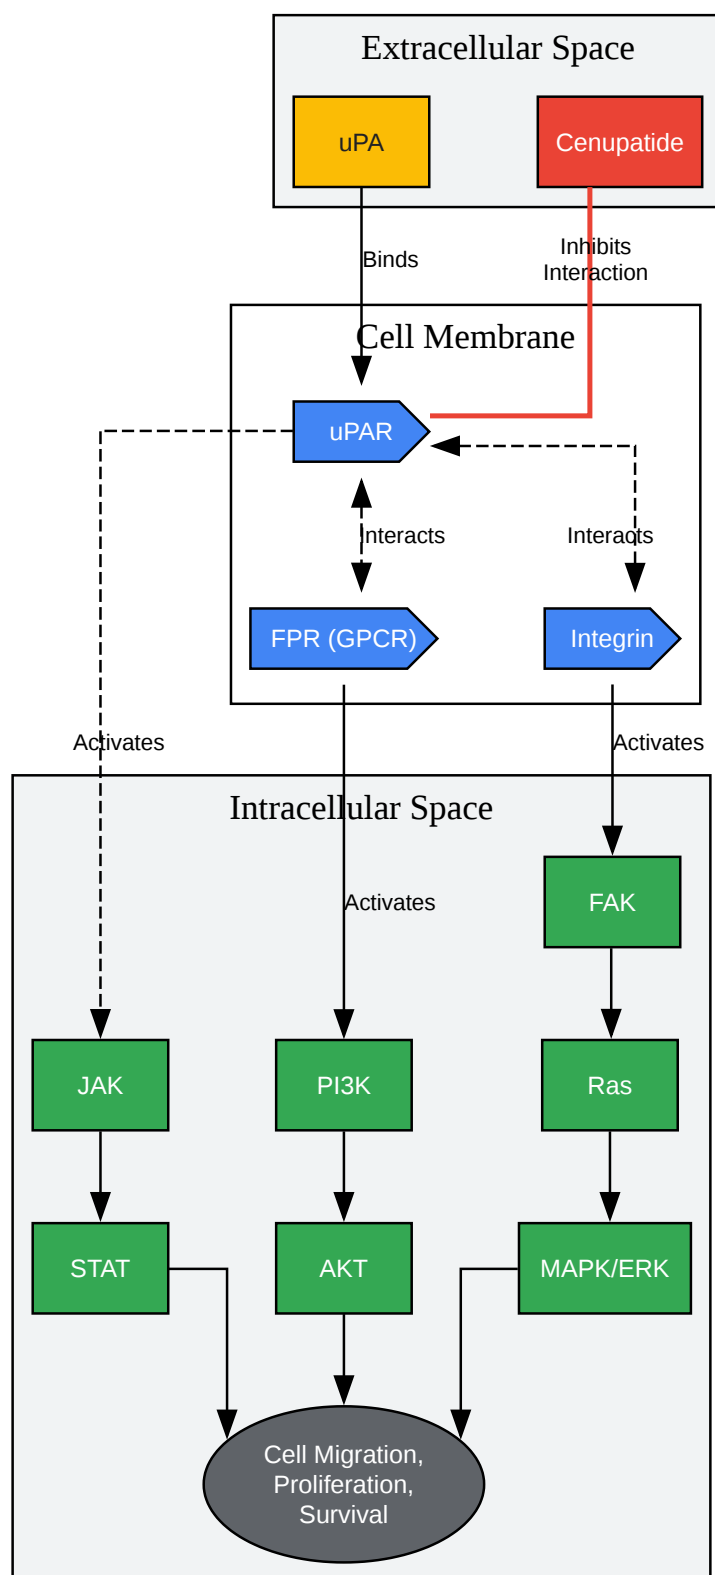 Extracellular Space
uPA
Cenupatide
Binds
Inhibits
Interaction
Cell Membrane
uPAR
Interacts
Interacts
FPR (GPCR)
Integrin
Activates
Activates
Intracellular Space
FAK
Activates
JAK
PI3K
Ras
STAT
AKT
MAPK/ERK
Cell Migration,
Proliferation,
Survival